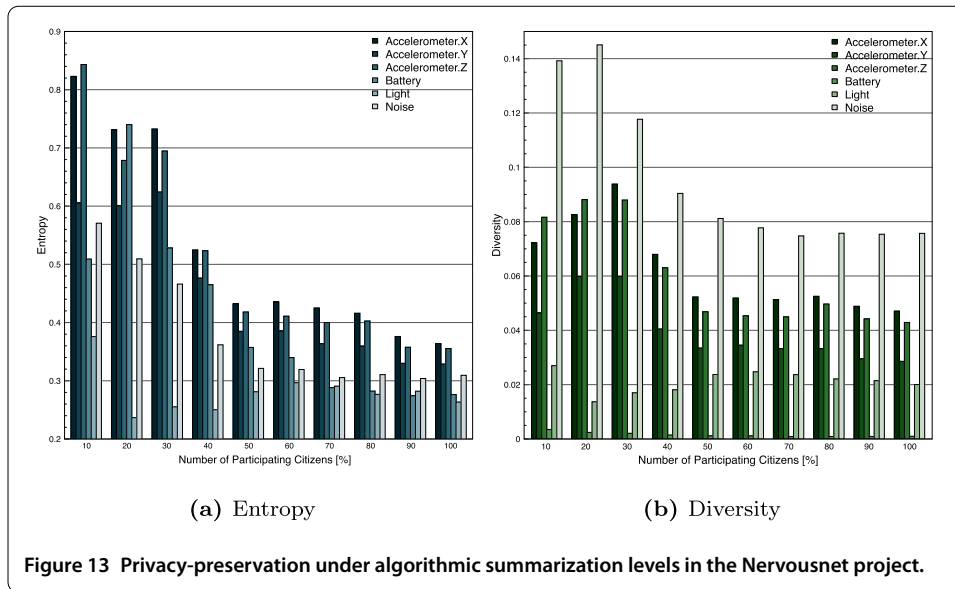 0.9
0.8
0.7
0.6
0.5
0.4
0.3
0.2
Entropy
Accelerometer.X
Accelerometer.Y
Accelerometer.Z
Battery
Light
Noise
10 20 30 40 50 60 70 80 90 100
Number of Participating Citizens [%]
(a) Entropy
0.14
0.12
0.1
0.08
0.06
0.04
0.02
0
Diversity
Accelerometer.X
Accelerometer.Y
Accelerometer.Z
Battery
Light
Noise
10 20 30 40 50 60 70 80 90 100
Number of Participating Citizens [%]
(b) Diversity
Figure 13 Privacy-preservation under algorithmic summarization levels in the Nervousnet project.